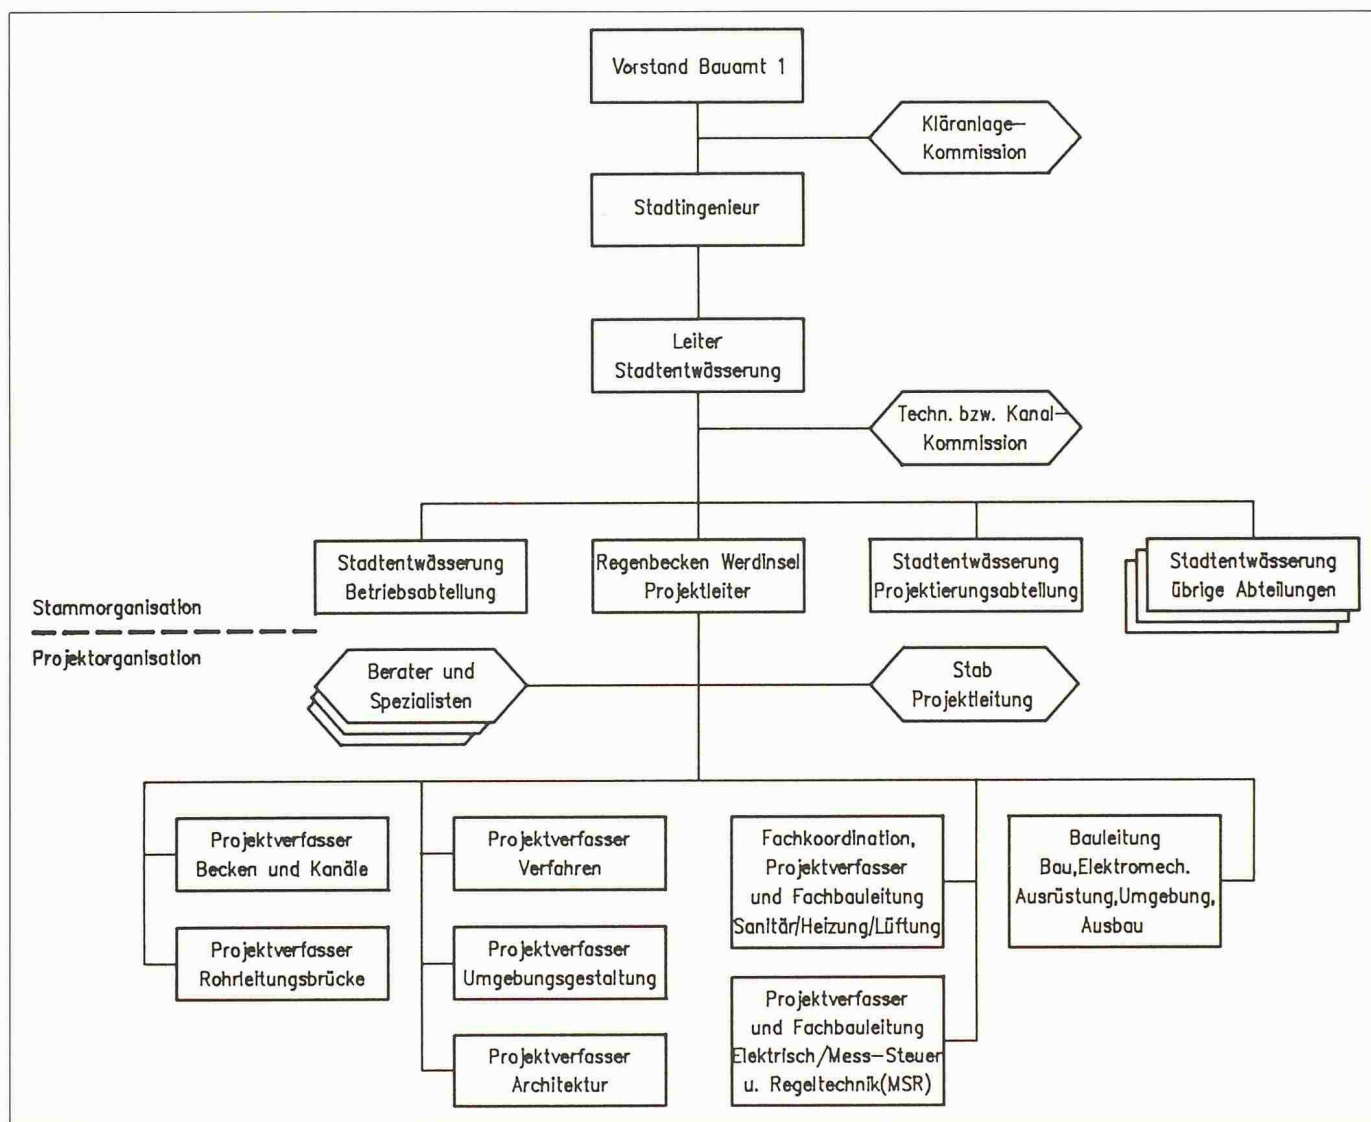 Vorstand Bauamt 1
Kläranlage-
Kommission
Stadtingenieur
Leiter
Stadtentwässerung
Techn. bzw. Kanal-
Kommission
Stadtentwässerung
Betriebsabteilung
Regenbecken Werdinsel
Projektleiter
Stadtentwässerung
Projektierungsabteilung
Stadtentwässerung
übrige Abteilungen
Stammorganisation
Projektorganisation
Berater und
Spezialisten
Stab
Projektleitung
Projektverfasser
Becken und Kanäle
Projektverfasser
Rohrleitungsbrücke
Projektverfasser
Verfahren
Projektverfasser
Umgebungsgestaltung
Projektverfasser
Architektur
Fachkoordination,
Projektverfasser
und Fachbauleitung
Sanitär/Heizung/Lüftung
Projektverfasser
und Fachbauleitung
Elektrisch/Mess-Steuer
u. Regeltechnik(MSR)
Bauleitung
Bau,Elektromech.
Ausrüstung,Umgebung,
Ausbau